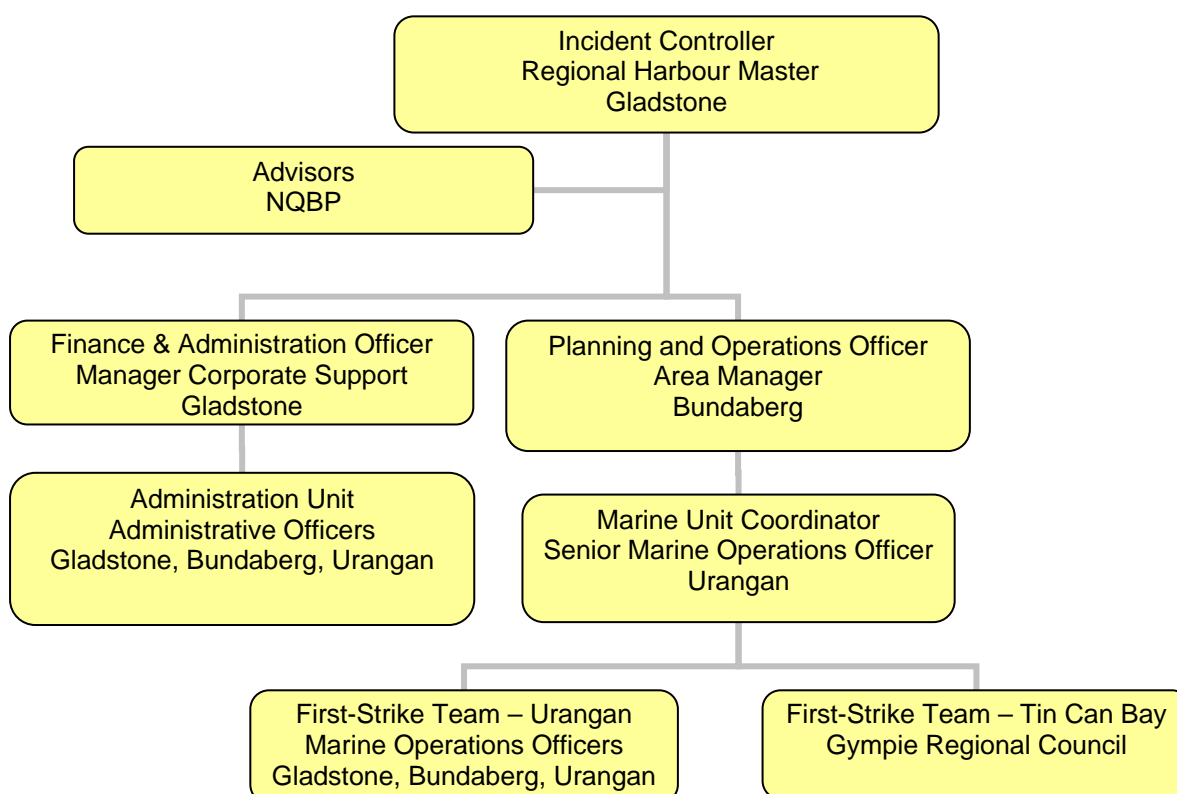 Incident Controller
Regional Harbour Master
Gladstone
Advisors
NQBP
Finance & Administration Officer
Manager Corporate Support
Gladstone
Planning and Operations Officer
Area Manager
Bundaberg
Administration Unit
Administrative Officers
Gladstone, Bundaberg, Urangan
Marine Unit Coordinator
Senior Marine Operations Officer
Urangan
First-Strike Team – Urangan
Marine Operations Officers
Gladstone, Bundaberg, Urangan
First-Strike Team – Tin Can Bay
Gympie Regional Council